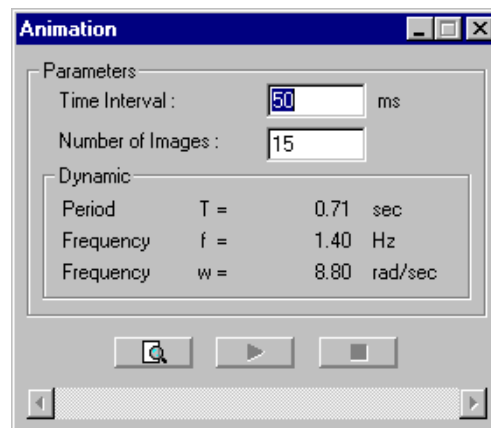 Animation
Parameters
Time Interval : 50 ms
Number of Images : 15
Dynamic
Period T = 0.71 sec
Frequency f = 1.40 Hz
Frequency w = 8.80 rad/sec